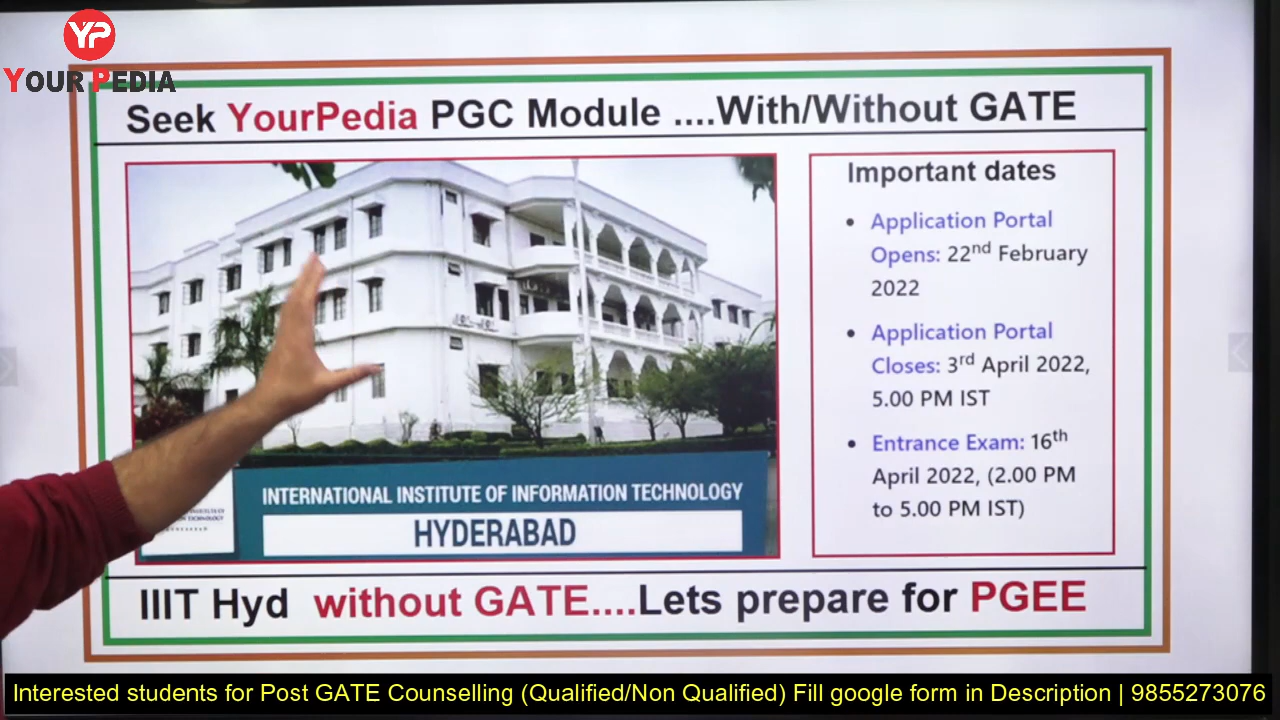 YP
YOUR PEDIA
Seek YourPedia PGC Module ....With/Without GATE
Important dates
• Application Portal
Opens: 22nd February
2022
• Application Portal
Closes: 3rd April 2022,
5.00 PM IST
• Entrance Exam: 16th
April 2022, (2.00 PM
to 5.00 PM IST)
INTERNATIONAL INSTITUTE OF INFORMATION TECHNOLOGY
HYDERABAD
IIIT Hyd without GATE....Lets prepare for PGEE
Interested students for Post GATE Counselling (Qualified/Non Qualified) Fill google form in Description | 9855273076